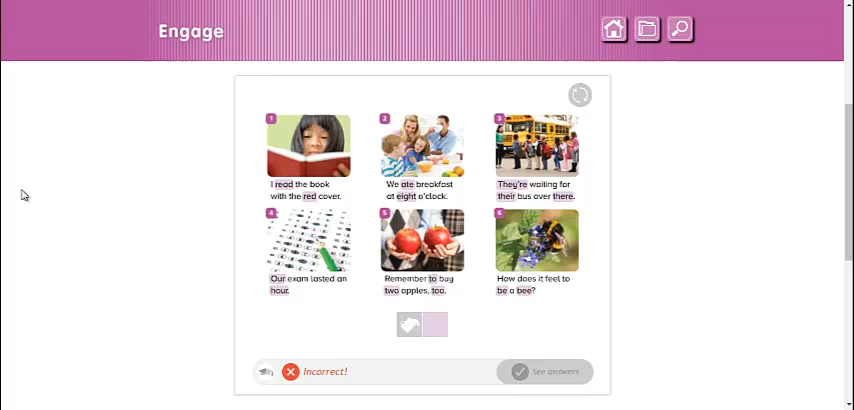 Engage
1
2
3
I read the book
with the red cover.
We ate breakfast
at eight o'clock.
They're waiting for
their bus over there.
4
5
6
Our exam lasted an
hour.
Remember to buy
two apples, too.
How does it feel to
be a bee?
Incorrect!
See answers